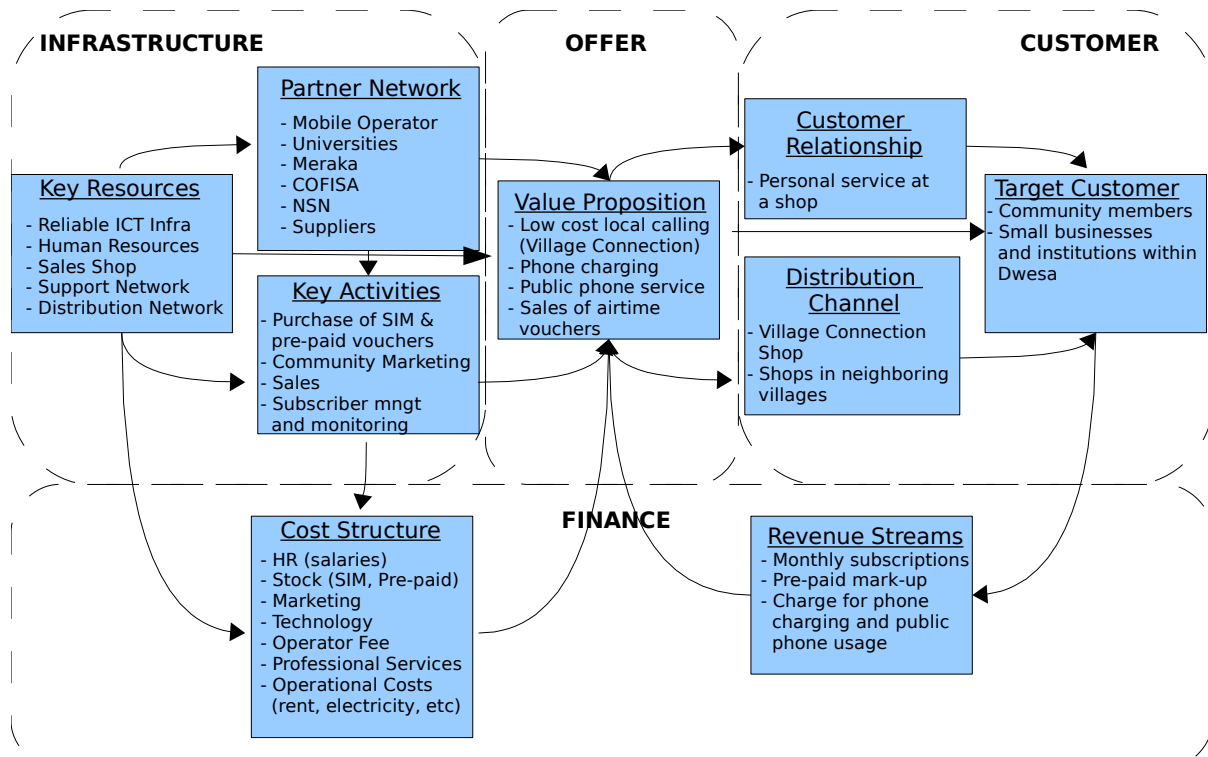 INFRASTRUCTURE
OFFER
CUSTOMER
Partner Network
- Mobile Operator
- Universities
- Meraka
- COFISA
- NSN
- Suppliers
Key Resources
- Reliable ICT Infra
- Human Resources
- Sales Shop
- Support Network
- Distribution Network
Key Activities
- Purchase of SIM &
pre-paid vouchers
- Community Marketing
- Sales
- Subscriber mngt
and monitoring
Value Proposition
- Low cost local calling
(Village Connection)
- Phone charging
- Public phone service
- Sales of airtime
vouchers
Customer
Relationship
- Personal service at
a shop
Distribution
Channel
- Village Connection
Shop
- Shops in neighboring
villages
Target Customer
- Community members
- Small businesses
and institutions within
Dwesa
FINANCE
Cost Structure
- HR (salaries)
- Stock (SIM, Pre-paid)
- Marketing
- Technology
- Operator Fee
- Professional Services
- Operational Costs
(rent, electricity, etc)
Revenue Streams
- Monthly subscriptions
- Pre-paid mark-up
- Charge for phone
charging and public
phone usage